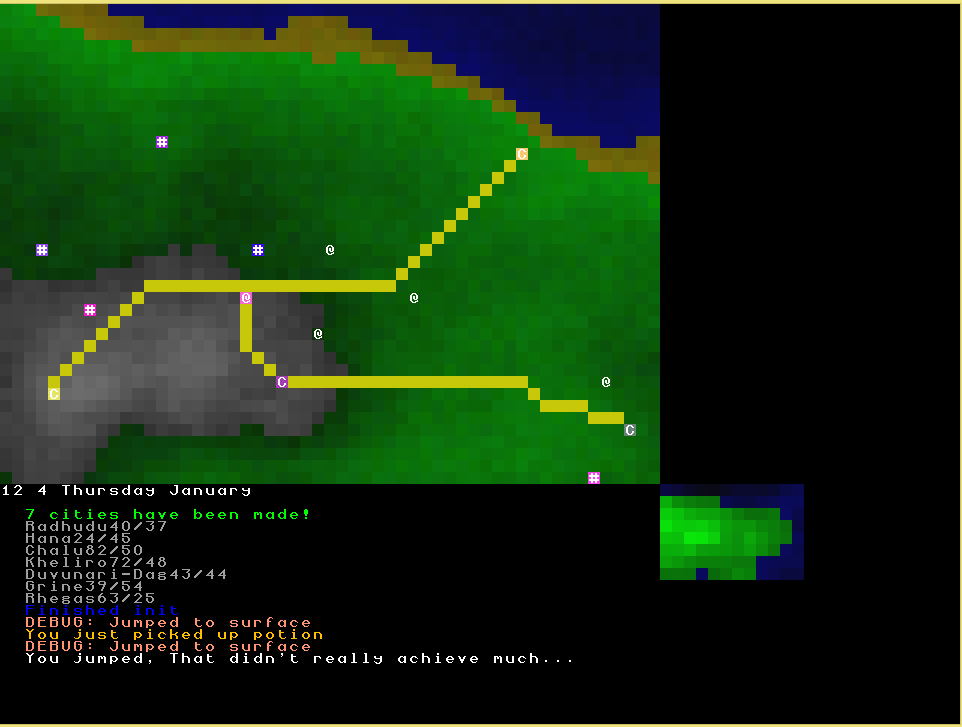 #
C
# # @
@ @
#
@
C @
C
C
#
12 4 Thursday January
7 cities have been made!
Radhudu40/37
Hana24/45
Chalu82/50
Kheliro72/48
Duyunari-Dag43/44
Grine39/54
Rhegas63/25
Finished init
DEBUG: Jumped to surface
You just picked up potion
DEBUG: Jumped to surface
You jumped, That didn't really achieve much...